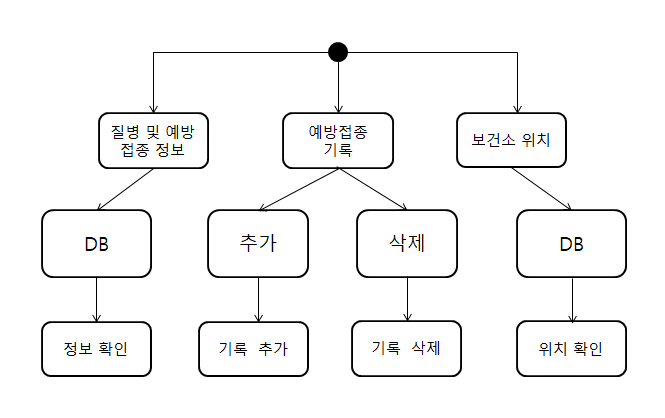 질병 및 예방
접종 정보
예방접종
기록
보건소 위치
DB
추가
삭제
DB
정보 확인
기록 추가
기록 삭제
위치 확인